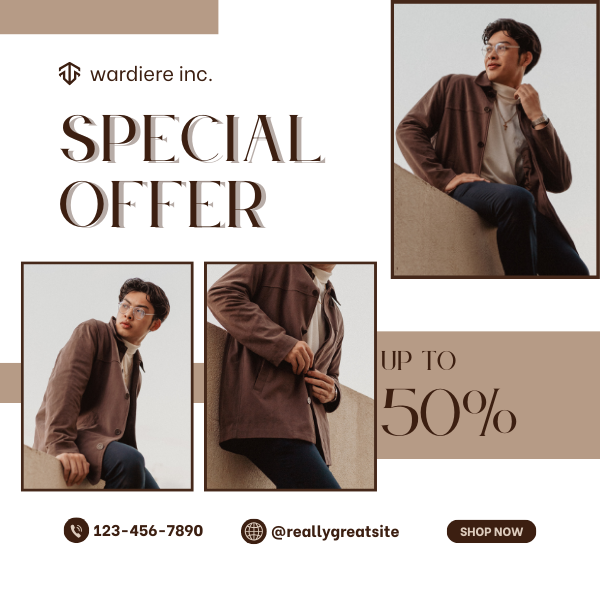 wardiere inc.
SPECIAL
OFFER
UP TO
50%
123-456-7890
@reallygreatsite
SHOP NOW